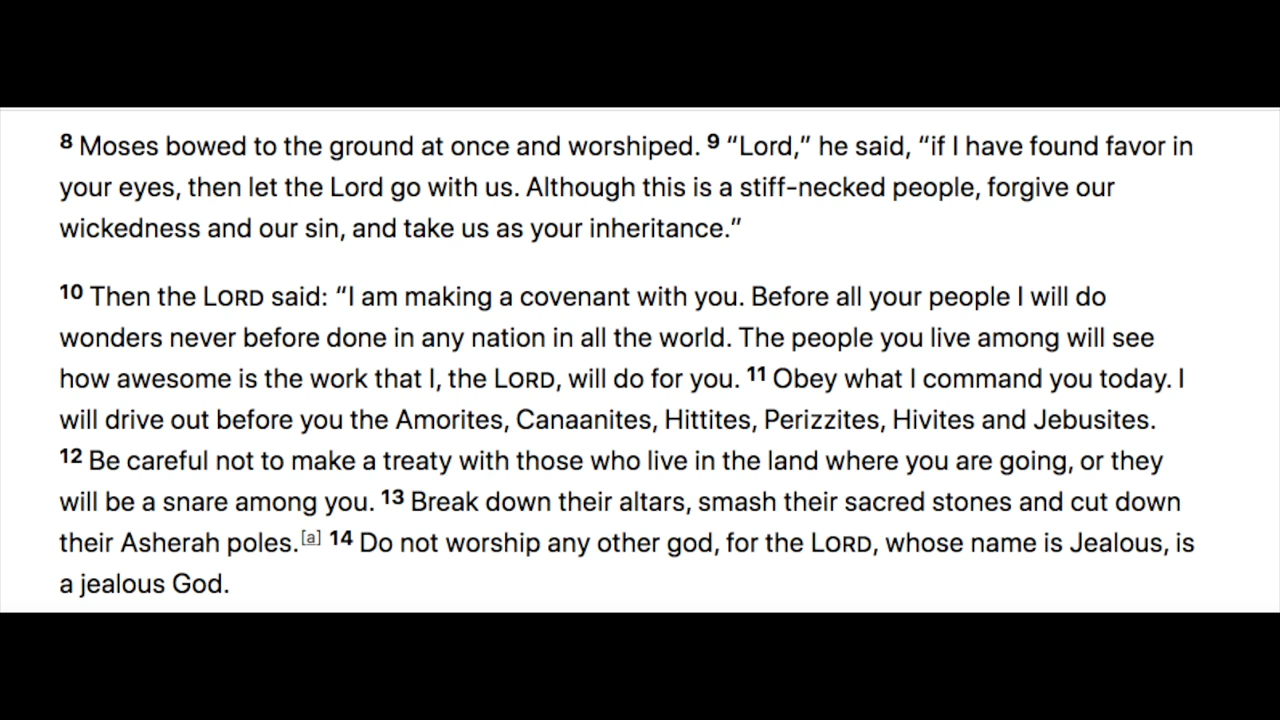 8 Moses bowed to the ground at once and worshiped. 9 “Lord,” he said, “if I have found favor in
your eyes, then let the Lord go with us. Although this is a stiff-necked people, forgive our
wickedness and our sin, and take us as your inheritance.”
10 Then the LORD said: “I am making a covenant with you. Before all your people I will do
wonders never before done in any nation in all the world. The people you live among will see
how awesome is the work that I, the LORD, will do for you. 11 Obey what I command you today. I
will drive out before you the Amorites, Canaanites, Hittites, Perizzites, Hivites and Jebusites.
12 Be careful not to make a treaty with those who live in the land where you are going, or they
will be a snare among you. 13 Break down their altars, smash their sacred stones and cut down
their Asherah poles.[a] 14 Do not worship any other god, for the LORD, whose name is Jealous, is
a jealous God.